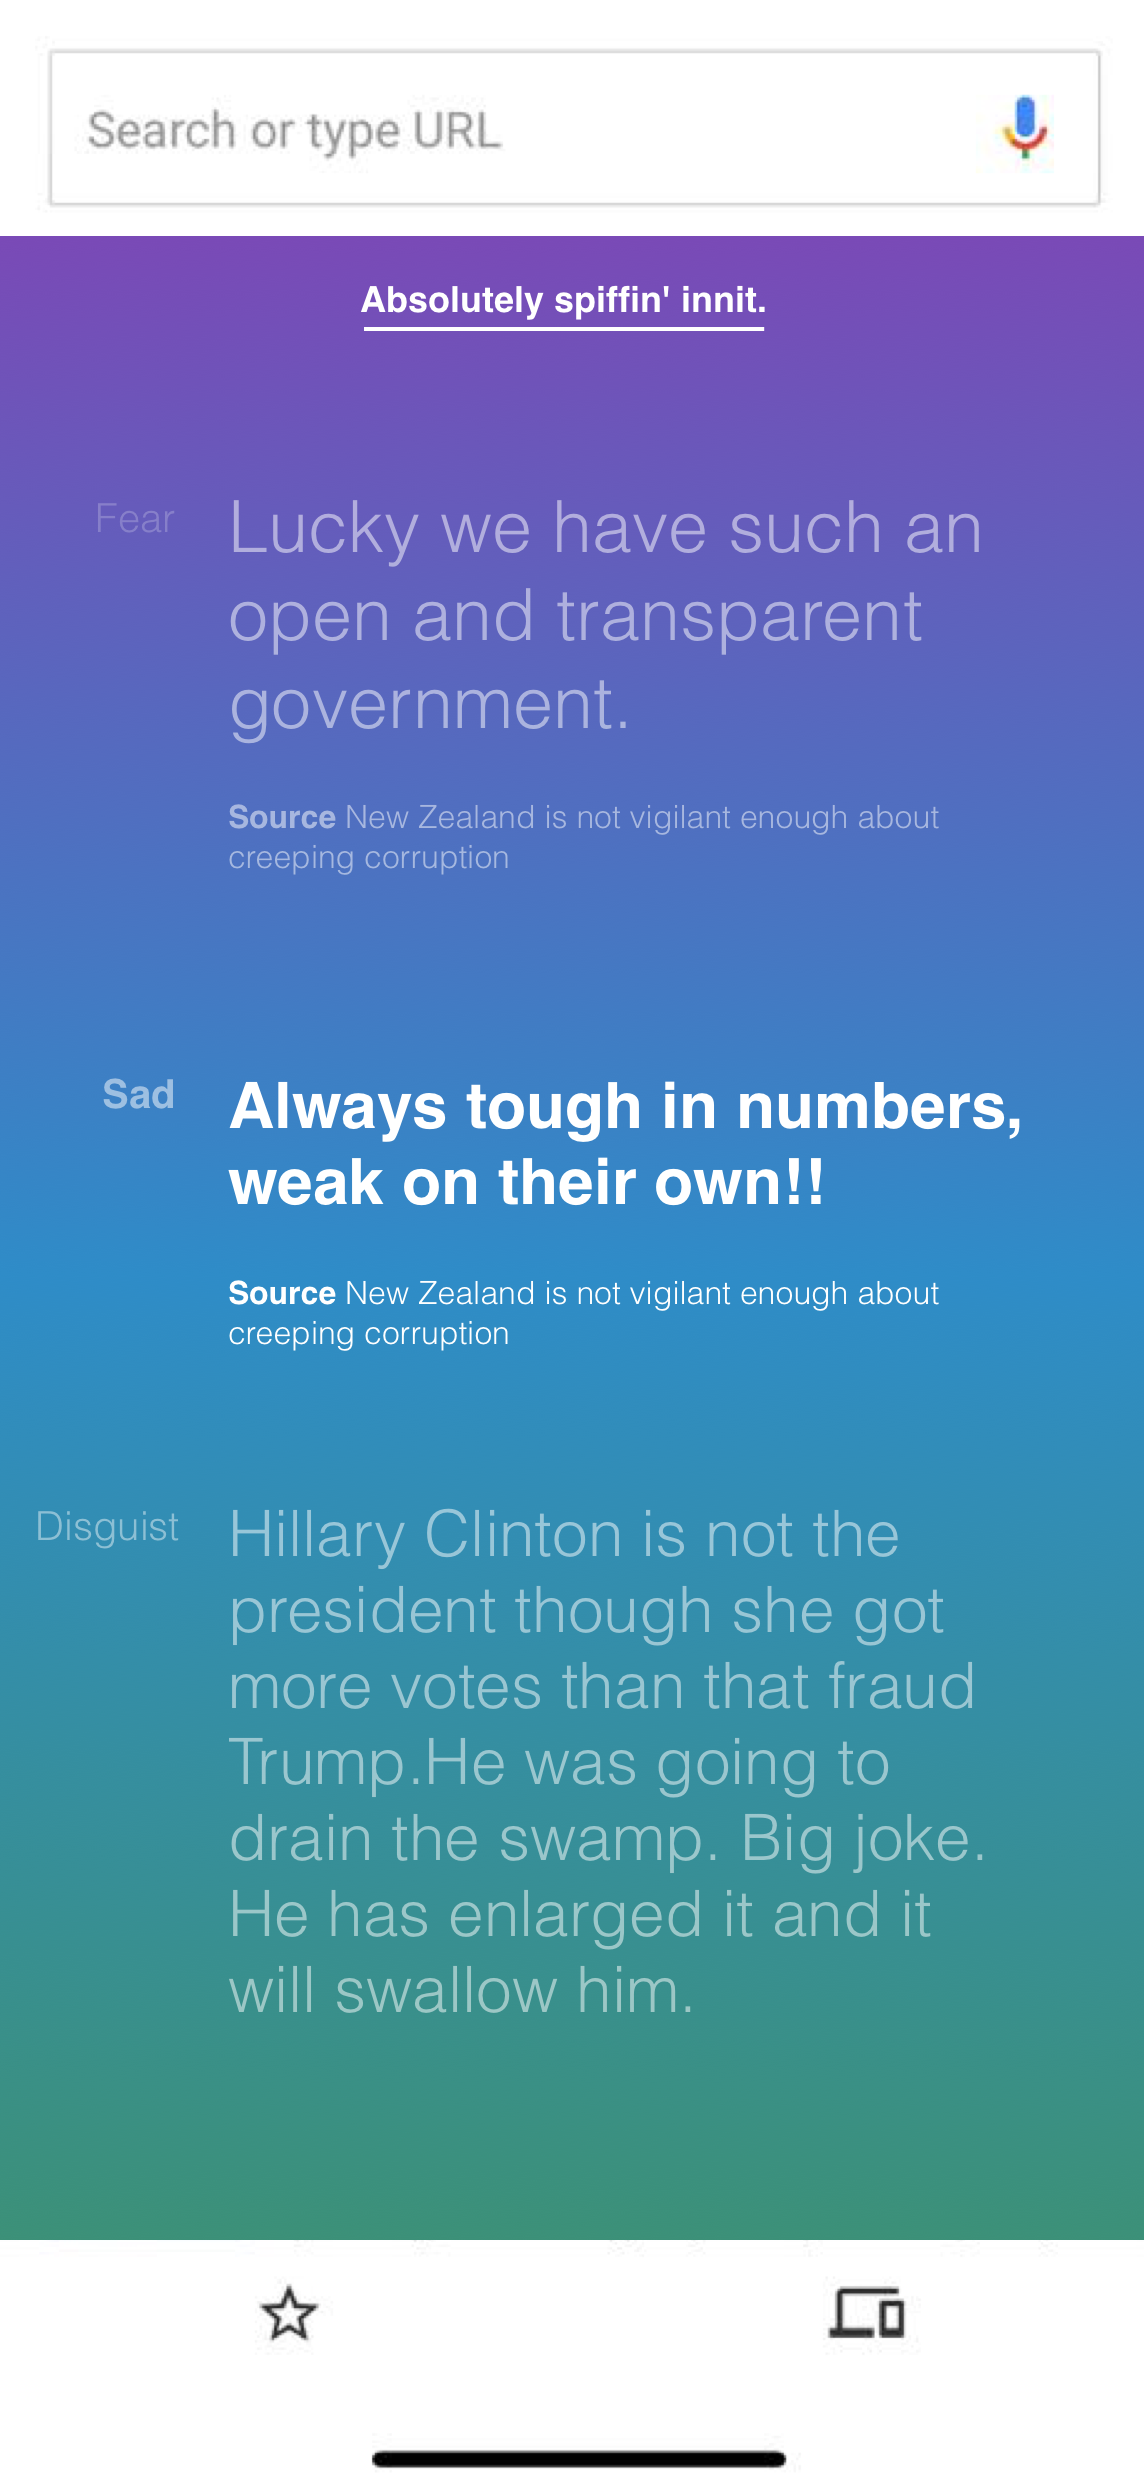 Search or type URL
Absolutely spiffin' innit.
Fear
Lucky we have such an
open and transparent
government.
Source New Zealand is not vigilant enough about
creeping corruption
Sad
Always tough in numbers,
weak on their own!!
Source New Zealand is not vigilant enough about
creeping corruption
Disguist
Hillary Clinton is not the
president though she got
more votes than that fraud
Trump.He was going to
drain the swamp. Big joke.
He has enlarged it and it
will swallow him.